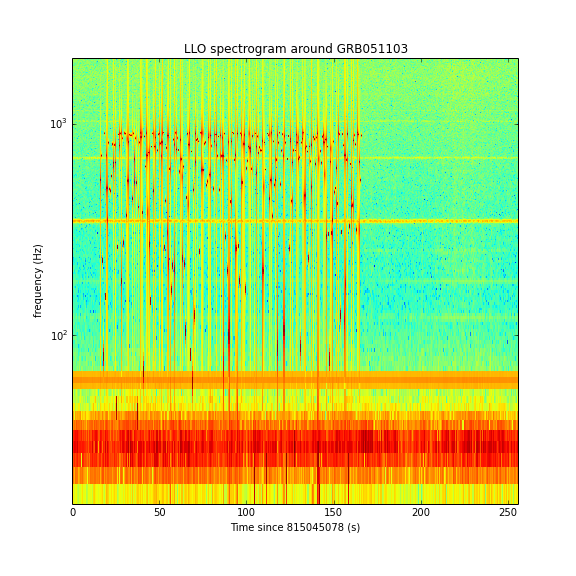 LLO spectrogram around GRB051103
10³
10²
frequency (Hz)
0 50 100 150 200 250
Time since 815045078 (s)